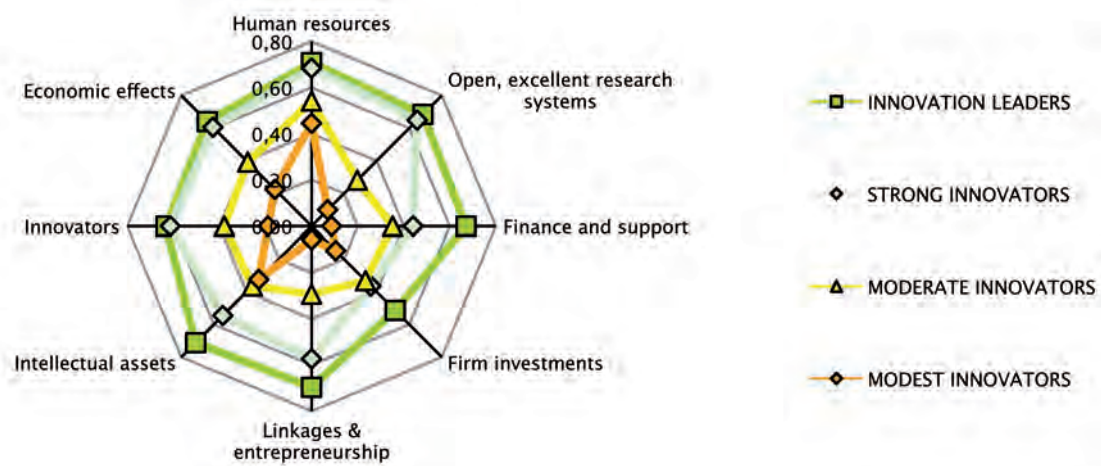 Human resources
0,80
Open, excellent research
systems
Economic effects
0,60
INNOVATION LEADERS
0,40
0,20
STRONG INNOVATORS
Innovators
0,00
Finance and support
MODERATE INNOVATORS
Intellectual assets
Firm investments
MODEST INNOVATORS
Linkages &
entrepreneurship